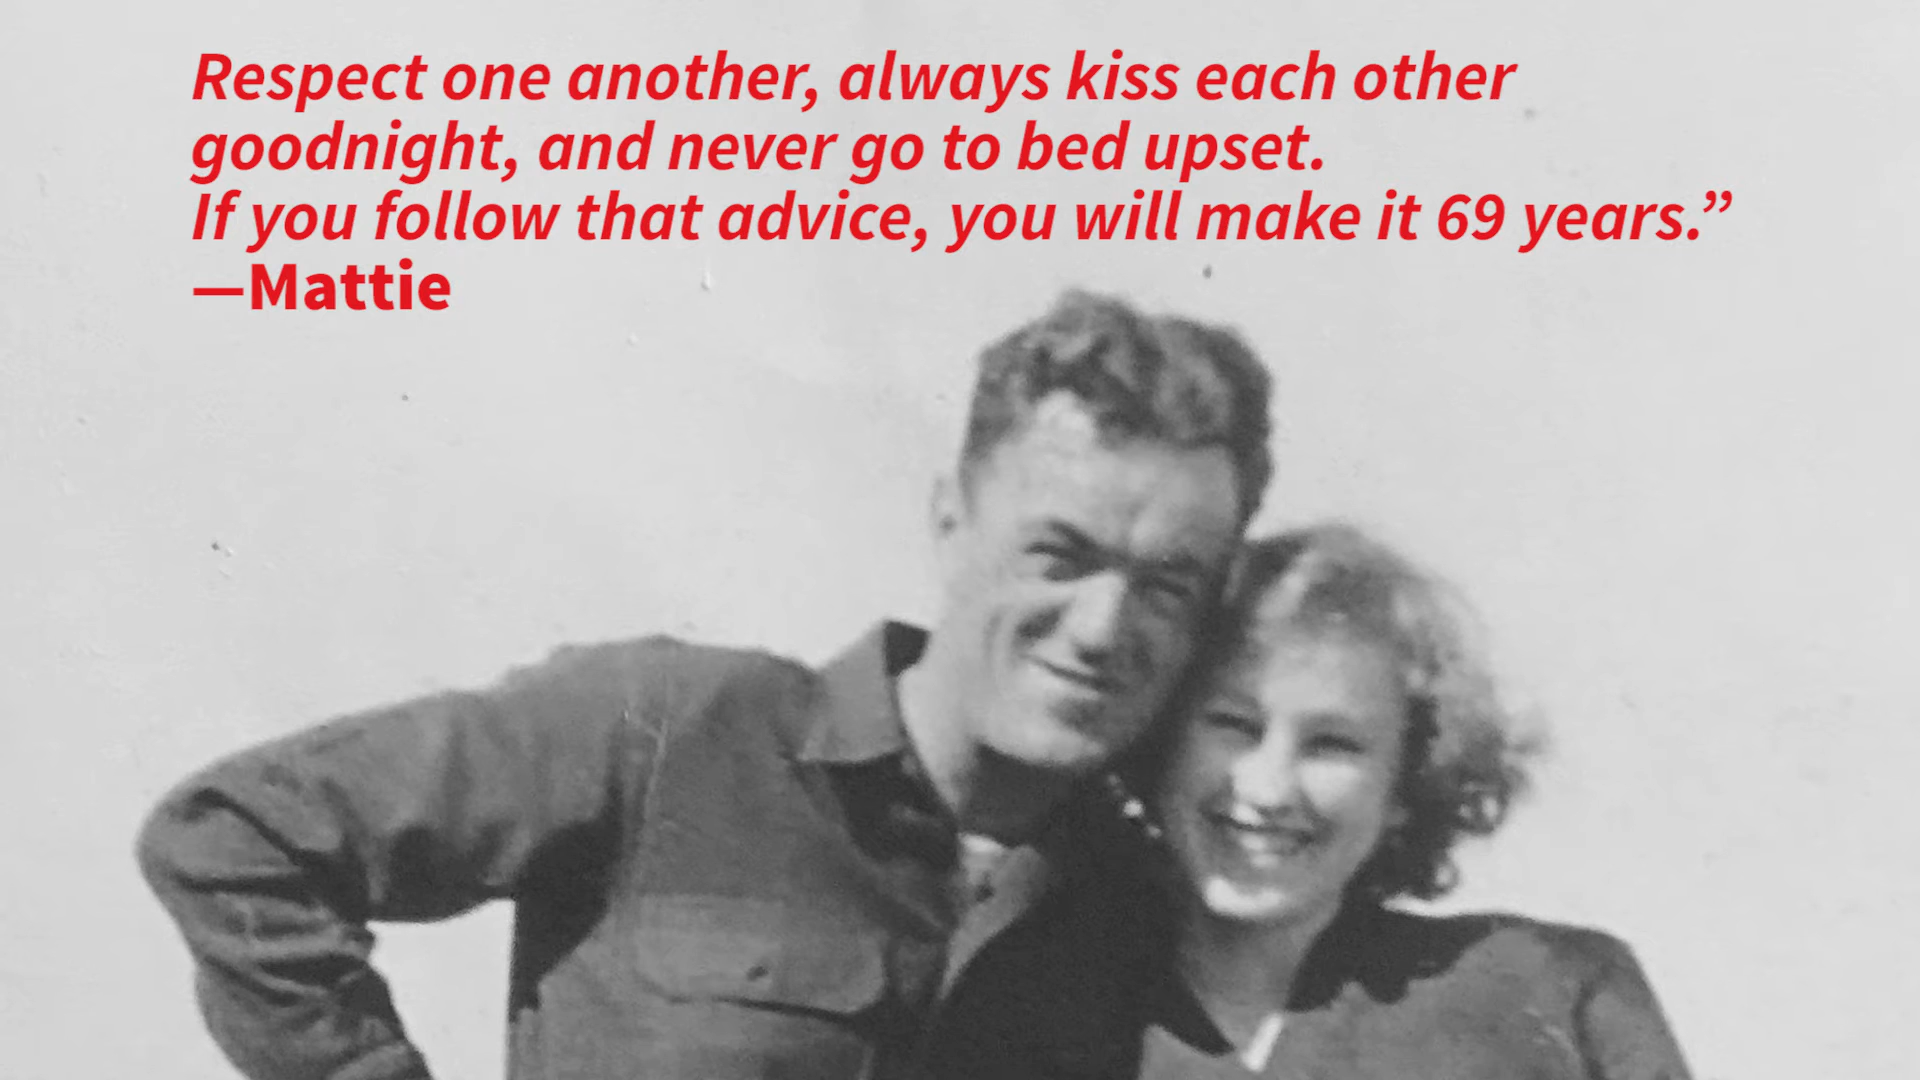 Respect one another, always kiss each other
goodnight, and never go to bed upset.
If you follow that advice, you will make it 69 years.”
—Mattie